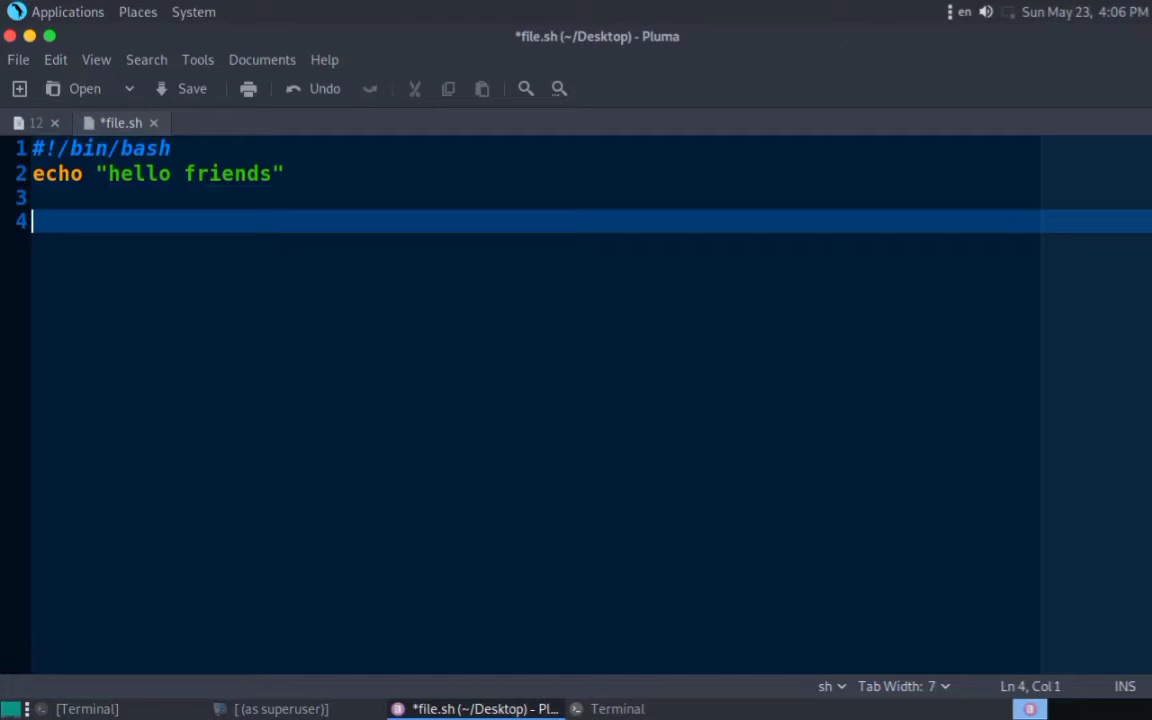 Applications Places System en Sun May 23, 4:06 PM
*file.sh (~/Desktop) - Pluma
File Edit View Search Tools Documents Help
Open Save Undo
12 *file.sh
1 #!/bin/bash
2 echo "hello friends"
3
4
sh Tab Width: 7 Ln 4, Col 1 INS
[Terminal] [ (as superuser)] *file.sh (~/Desktop) - Pl... Terminal